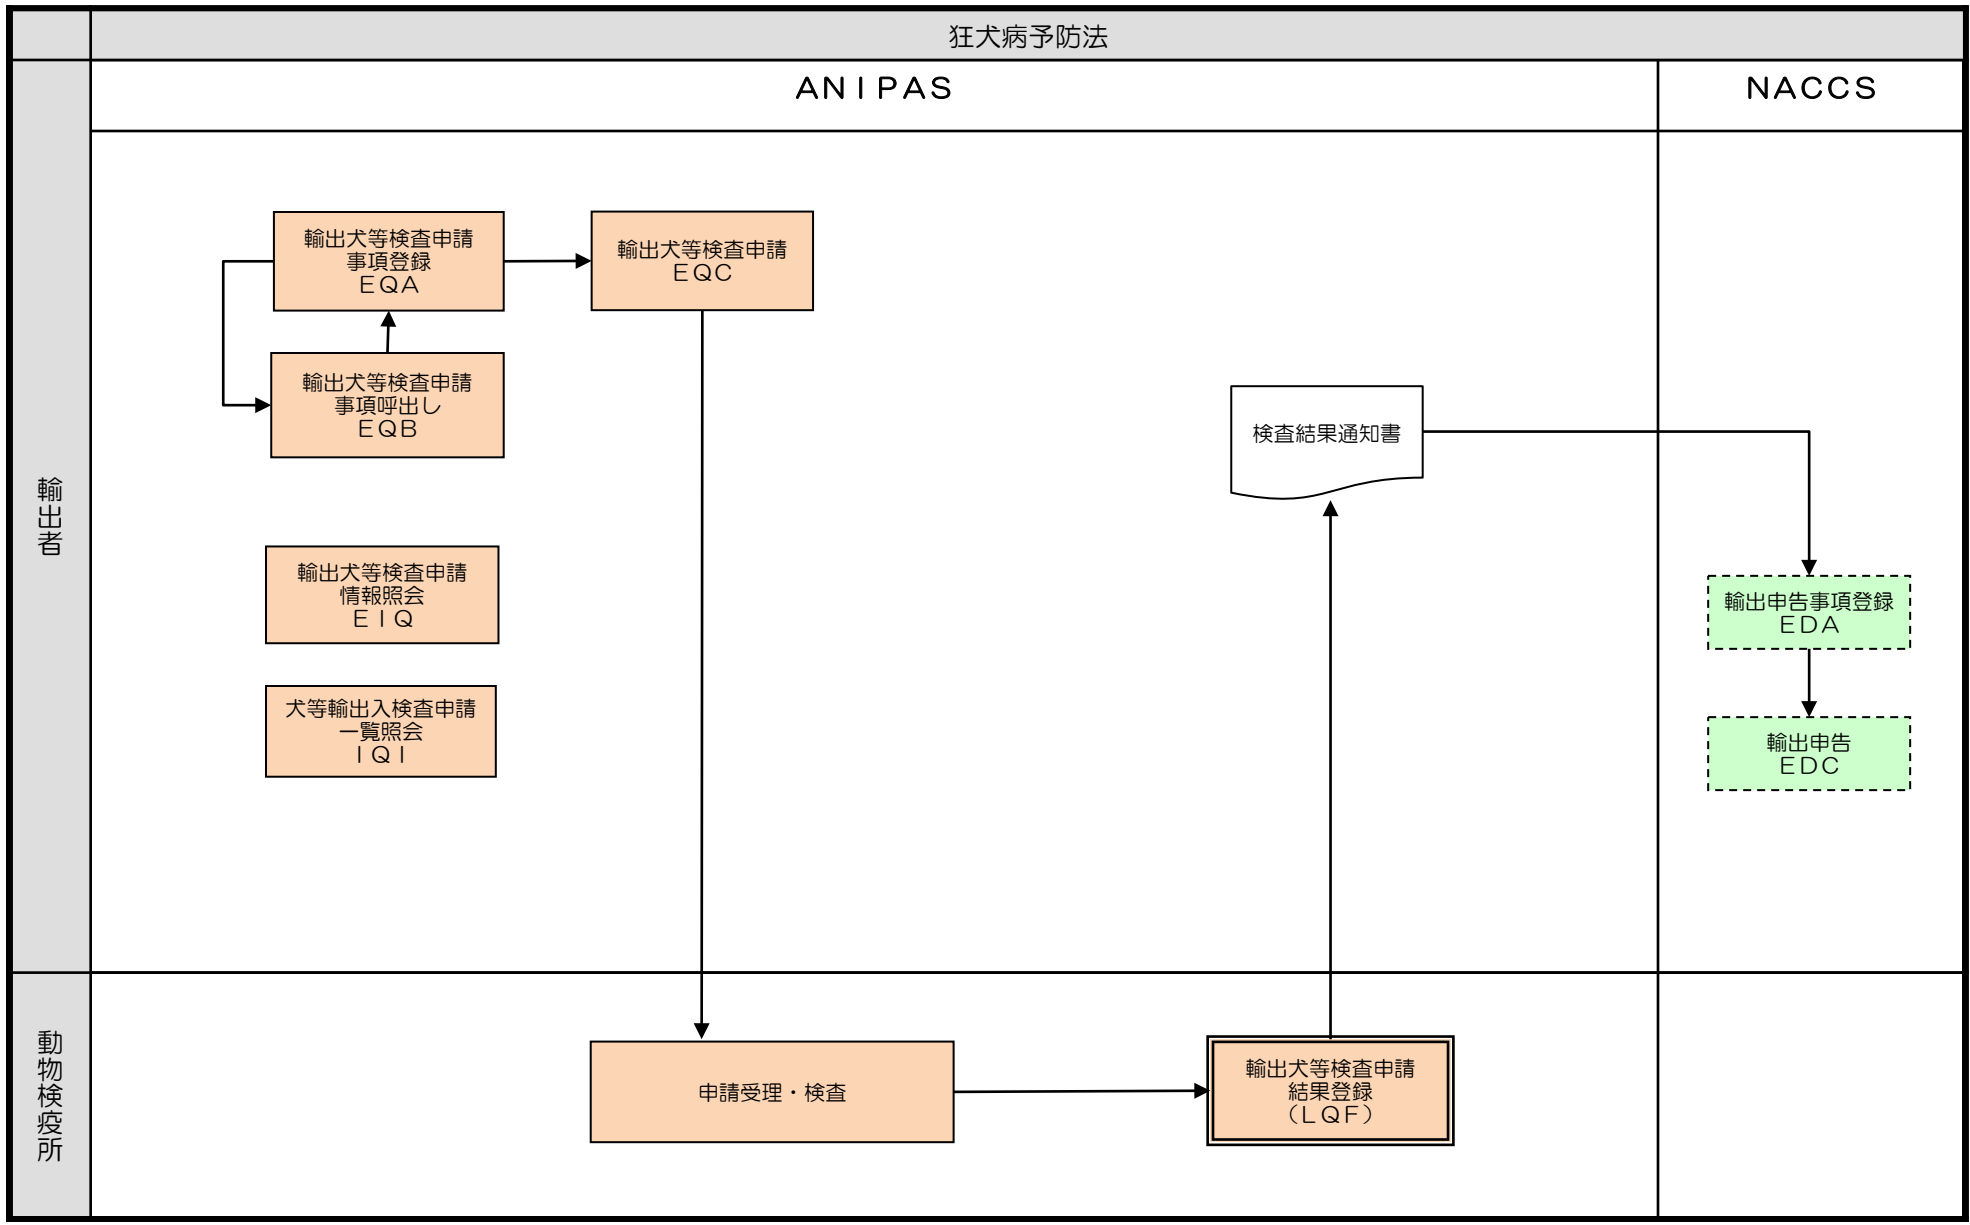 狂犬病予防法
ＡＮＩＰＡＳ
ＮＡＣＣＳ
輸出者
輸出犬等検査申請
事項登録
ＥＱＡ
輸出犬等検査申請
ＥＱＣ
輸出犬等検査申請
事項呼出し
ＥＱＢ
検査結果通知書
輸出犬等検査申請
情報照会
ＥＩＱ
輸出申告事項登録
ＥＤＡ
犬等輸出入検査申請
一覧照会
ＩＱＩ
輸出申告
ＥＤＣ
動物検疫所
申請受理・検査
輸出犬等検査申請
結果登録
（ＬＱＦ）